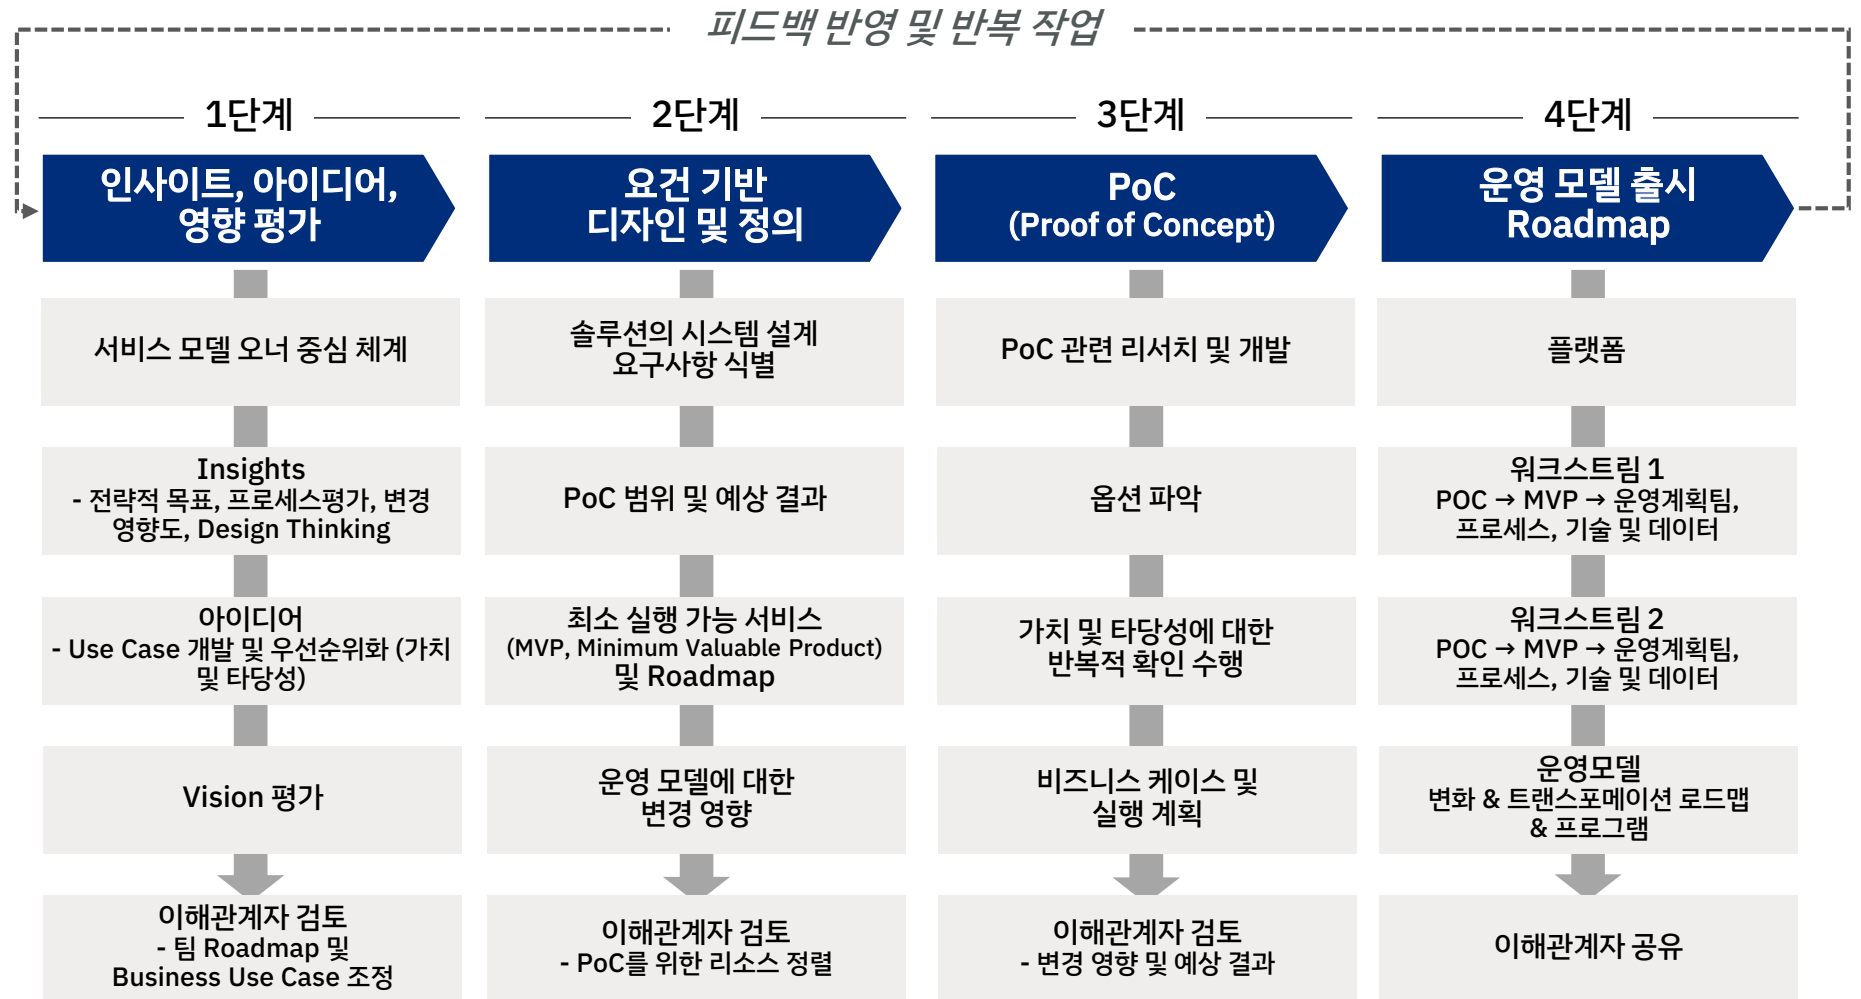 피드백 반영 및 반복 작업
1단계
인사이트, 아이디어,
영향 평가
서비스 모델 오너 중심 체계
Insights
- 전략적 목표, 프로세스평가, 변경
영향도, Design Thinking
아이디어
- Use Case 개발 및 우선순위화 (가치
및 타당성)
Vision 평가
이해관계자 검토
- 팀 Roadmap 및
Business Use Case 조정
2단계
요건 기반
디자인 및 정의
솔루션의 시스템 설계
요구사항 식별
PoC 범위 및 예상 결과
최소 실행 가능 서비스
(MVP, Minimum Valuable Product)
및 Roadmap
운영 모델에 대한
변경 영향
이해관계자 검토
- PoC를 위한 리소스 정렬
3단계
PoC
(Proof of Concept)
PoC 관련 리서치 및 개발
옵션 파악
가치 및 타당성에 대한
반복적 확인 수행
비즈니스 케이스 및
실행 계획
이해관계자 검토
- 변경 영향 및 예상 결과
4단계
운영 모델 출시
Roadmap
플랫폼
워크스트림 1
POC → MVP → 운영계획팀,
프로세스, 기술 및 데이터
워크스트림 2
POC → MVP → 운영계획팀,
프로세스, 기술 및 데이터
운영모델
변화 & 트랜스포메이션 로드맵
& 프로그램
이해관계자 공유